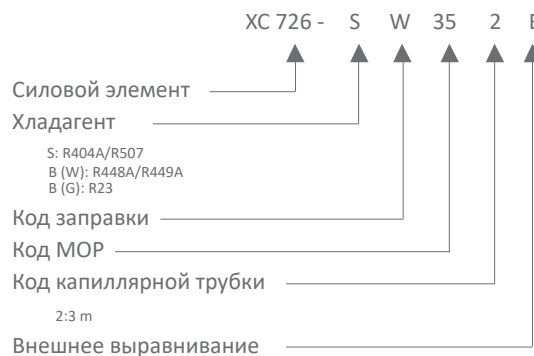 XC 726 - S W 35 2
Силовой элемент
Хладагент
S: R404A/R507
B (W): R448A/R449A
B (G): R23
Код заправки
Код МОР
Код капиллярной трубки
2:3 m
Внешнее выравнивание